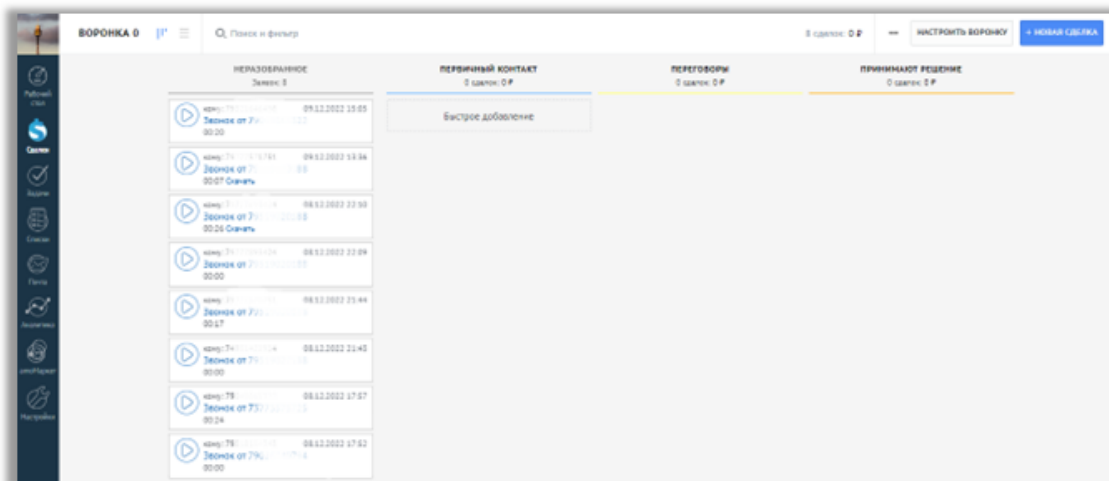 ВОРОНКА 0
Поиск и фильтр
8 сделок: 0 ₽
НАСТРОИТЬ ВОРОНКУ
+ НОВАЯ СДЕЛКА
Рабочий
стол
Сделки
Задачи
Списки
Почта
Аналитика
amoМаркет
Настройки
НЕРАЗОБРАННОЕ
Заявок: 8
кому: 09.12.2022 15:05
Звонок от
00:20
кому: 09.12.2022 13:36
Звонок от
00:07 Скачать
кому: 08.12.2022 22:50
Звонок от
00:26 Скачать
кому: 08.12.2022 22:09
Звонок от
00:00
кому: 08.12.2022 21:44
Звонок от
00:17
кому: 08.12.2022 21:43
Звонок от
00:00
кому: 08.12.2022 17:57
Звонок от
00:24
кому: 08.12.2022 17:52
Звонок от
00:00
ПЕРВИЧНЫЙ КОНТАКТ
0 сделок: 0 ₽
Быстрое добавление
ПЕРЕГОВОРЫ
0 сделок: 0 ₽
ПРИНИМАЮТ РЕШЕНИЕ
0 сделок: 0 ₽